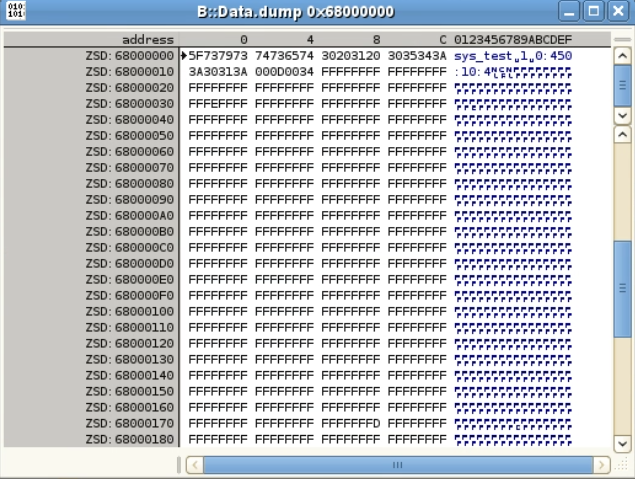 B::Data.dump 0x68000000
address 0 4 8 C 0123456789ABCDEF
ZSD:68000000 5F737973 74736574 30203120 3035343A sys_test␣1␣0:450
ZSD:68000010 3A30313A 000D0034 FFFFFFFF FFFFFFFF :10:4
ZSD:68000020 FFFFFFFF FFFFFFFF FFFFFFFF FFFFFFFF
ZSD:68000030 FFFEFFFF FFFFFFFF FFFFFFFF FFFFFFFF
ZSD:68000040 FFFFFFFF FFFFFFFF FFFFFFFF FFFFFFFF
ZSD:68000050 FFFFFFFF FFFFFFFF FFFFFFFF FFFFFFFF
ZSD:68000060 FFFFFFFF FFFFFFFF FFFFFFFF FFFFFFFF
ZSD:68000070 FFFFFFFF FFFFFFFF FFFFFFFF FFFFFFFF
ZSD:68000080 FFFFFFFF FFFFFFFF FFFFFFFF FFFFFFFF
ZSD:68000090 FFFFFFFF FFFFFFFF FFFFFFFF FFFFFFFF
ZSD:680000A0 FFFFFFFF FFFFFFFF FFFFFFFF FFFFFFFF
ZSD:680000B0 FFFFFFFF FFFFFFFF FFFFFFFF FFFFFFFF
ZSD:680000C0 FFFFFFFF FFFFFFFF FFFFFFFF FFFFFFFF
ZSD:680000D0 FFFFFFFF FFFFFFFF FFFFFFFF FFFFFFFF
ZSD:680000E0 FFFFFFFF FFFFFFFF FFFFFFFF FFFFFFFF
ZSD:680000F0 FFFFFFFF FFFFFFFF FFFFFFFF FFFFFFFF
ZSD:68000100 FFFFFFFF FFFFFFFF FFFFFFFF FFFFFFFF
ZSD:68000110 FFFFFFFF FFFFFFFF FFFFFFFF FFFFFFFF
ZSD:68000120 FFFFFFFF FFFFFFFF FFFFFFFF FFFFFFFF
ZSD:68000130 FFFFFFFF FFFFFFFF FFFFFFFF FFFFFFFF
ZSD:68000140 FFFFFFFF FFFFFFFF FFFFFFFF FFFFFFFF
ZSD:68000150 FFFFFFFF FFFFFFFF FFFFFFFF FFFFFFFF
ZSD:68000160 FFFFFFFF FFFFFFFF FFFFFFFF FFFFFFFF
ZSD:68000170 FFFFFFFF FFFFFFFF FFFFFFFD FFFFFFFF
ZSD:68000180 FFFFFFFF FFFFFFFF FFFFFFFF FFFFFFFF